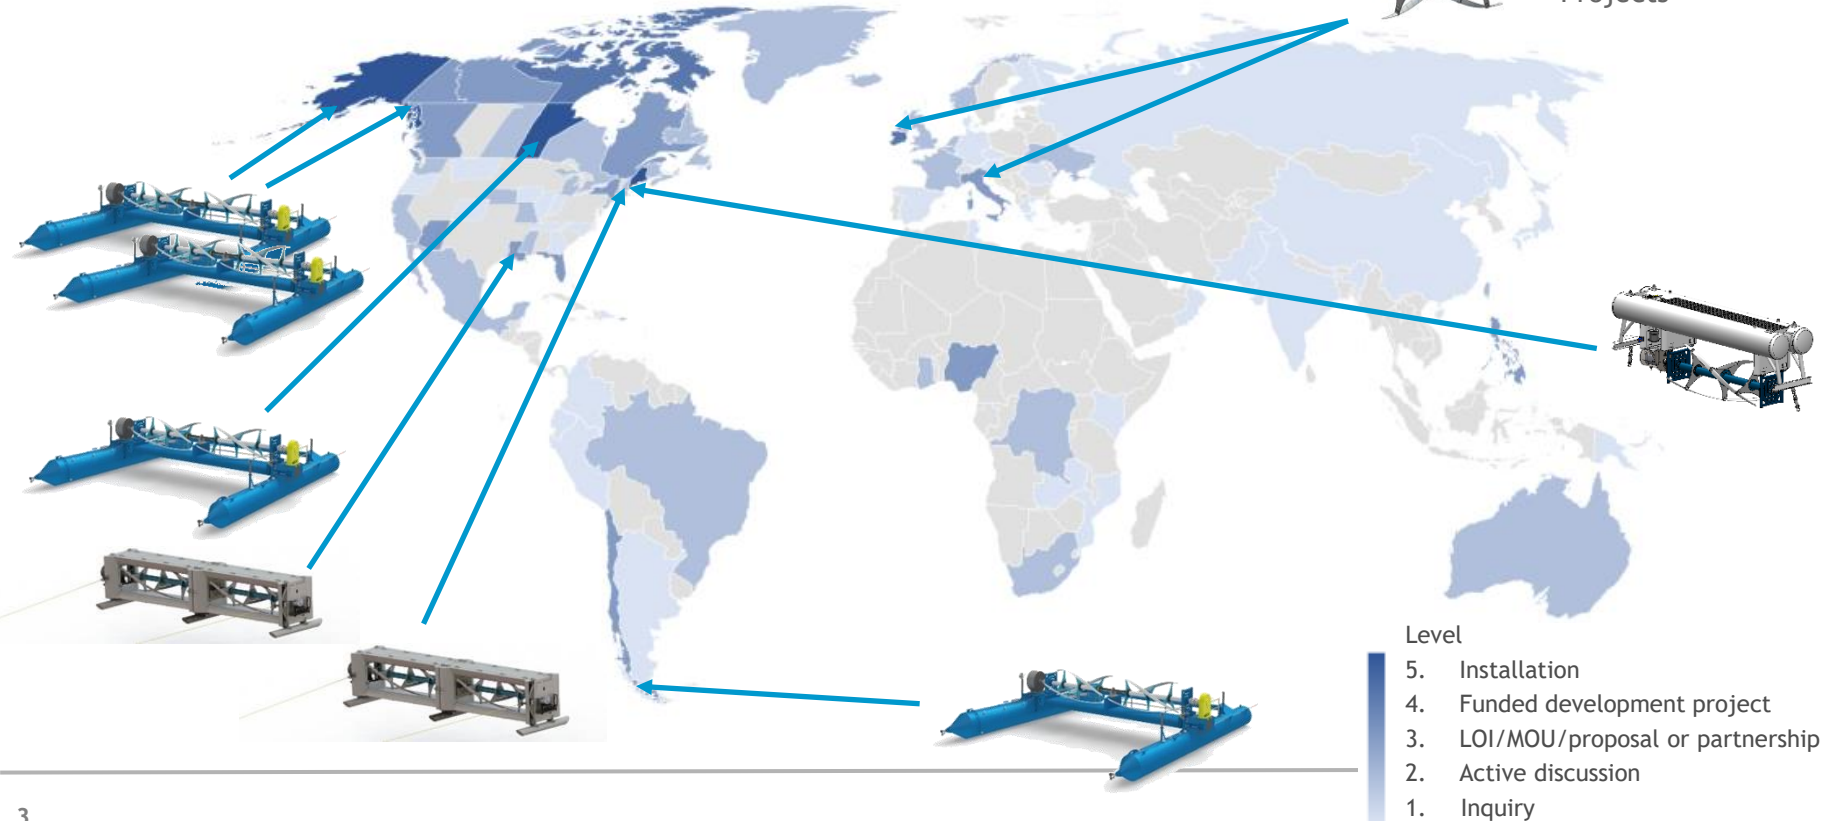 Projects
Level
5. Installation
4. Funded development project
3. LOI/MOU/proposal or partnership
2. Active discussion
1. Inquiry
3